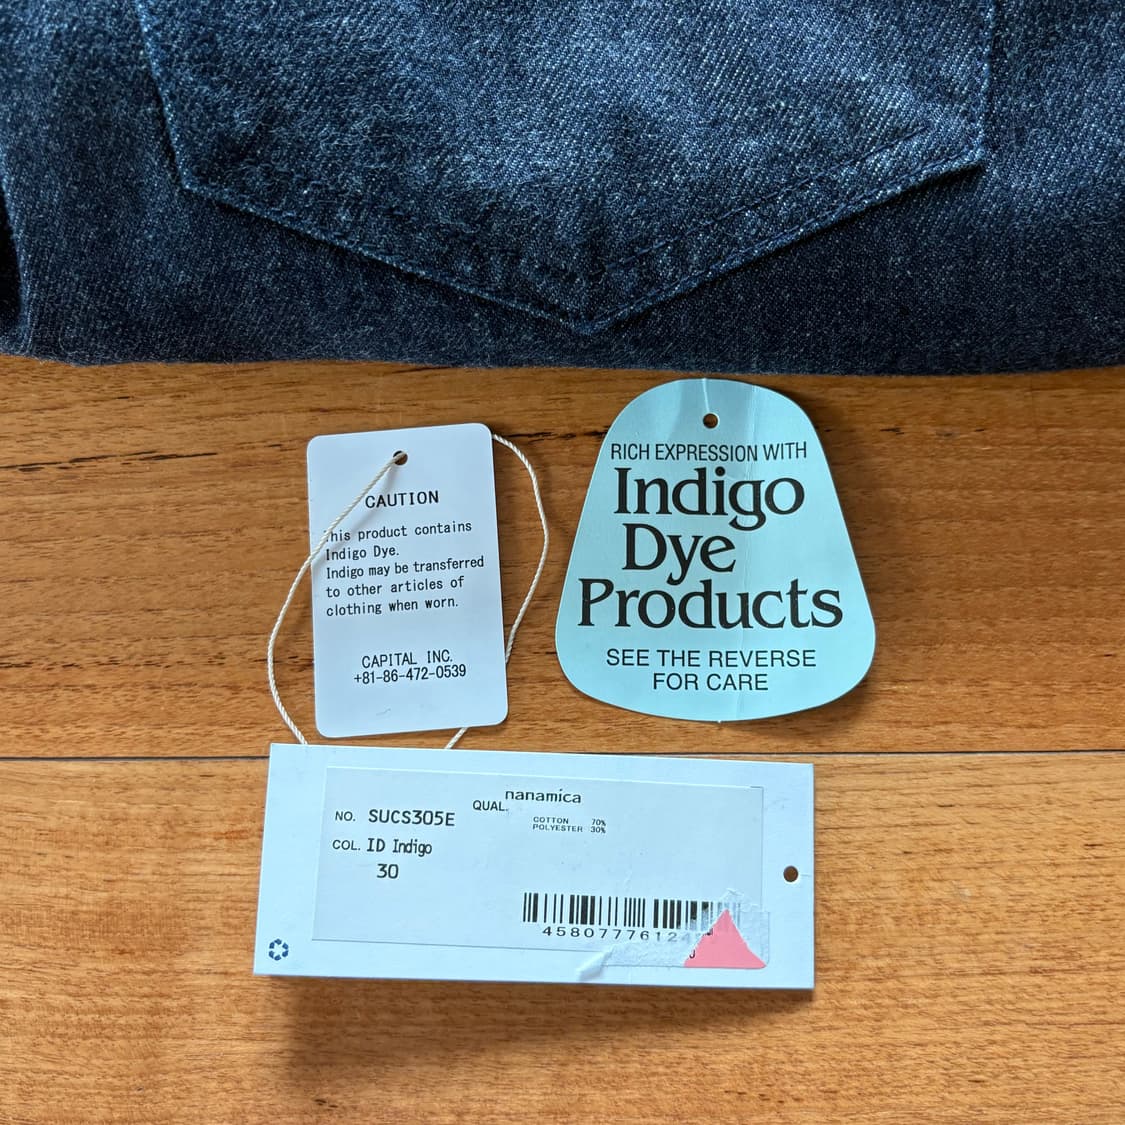 CAUTION
his product contains
Indigo Dye.
Indigo may be transferred
to other articles of
clothing when worn.
CAPITAL INC.
+81-86-472-0539
RICH EXPRESSION WITH
Indigo
Dye
Products
SEE THE REVERSE
FOR CARE
nanamica
NO. SUCS305E
QUAL.
COTTON 70%
POLYESTER 30%
COL. ID Indigo
30
45807776124